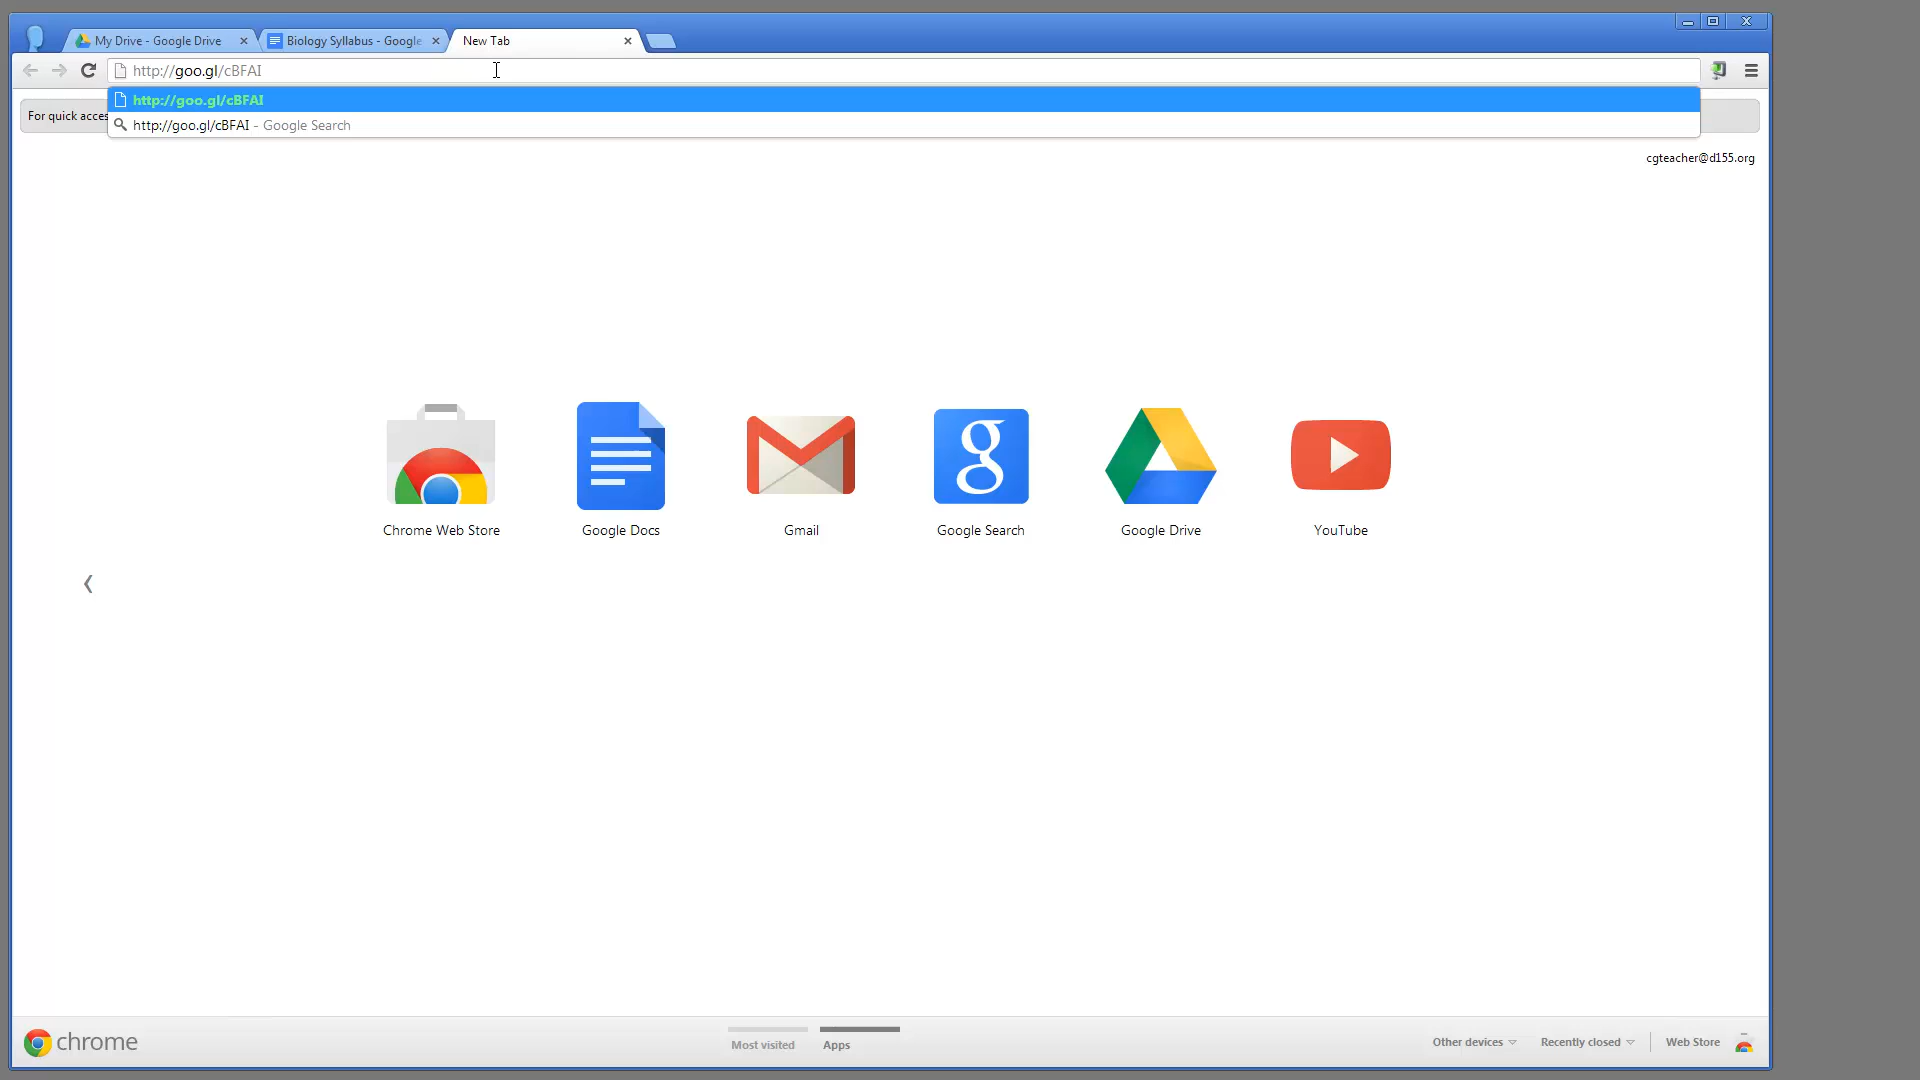 My Drive - Google Drive
Biology Syllabus - Google
New Tab
http://goo.gl/cBFAI
http://goo.gl/cBFAI
http://goo.gl/cBFAI - Google Search
For quick acces
cgteacher@d155.org
Chrome Web Store
Google Docs
Gmail
Google Search
Google Drive
YouTube
chrome
Most visited
Apps
Other devices
Recently closed
Web Store